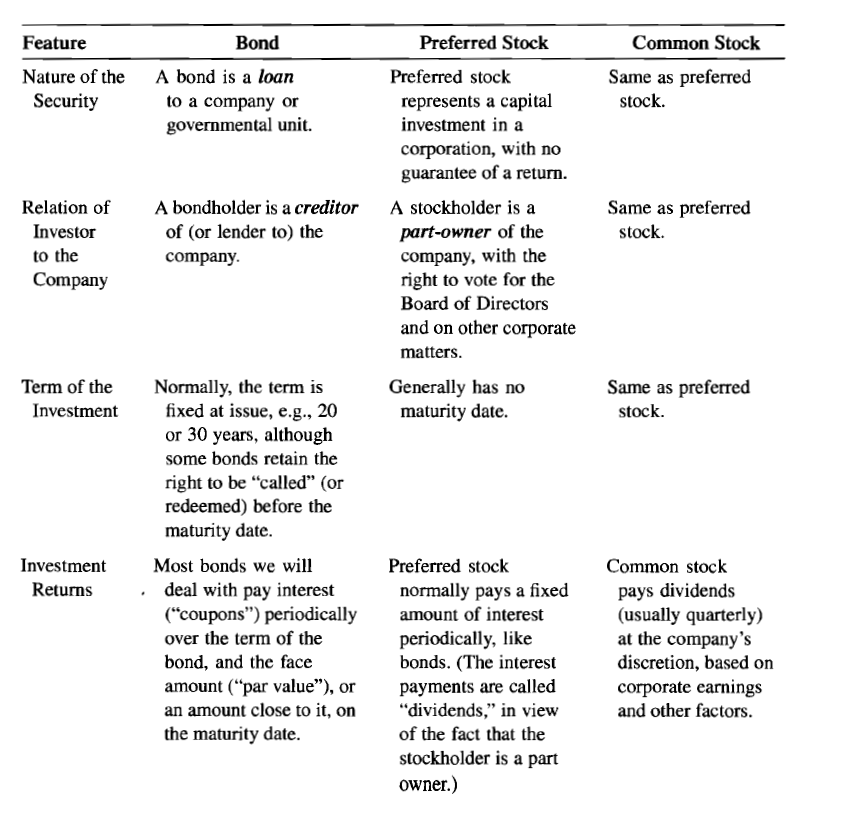 Feature Bond Preferred Stock Common Stock
Nature of the Security
A bond is a loan
to a company or
governmental unit.
Preferred stock
represents a capital
investment in a
corporation, with no
guarantee of a return.
Same as preferred
stock.
Relation of
Investor
to the
Company
A bondholder is a creditor
of (or lender to) the
company.
A stockholder is a
part-owner of the
company, with the
right to vote for the
Board of Directors
and on other corporate
matters.
Same as preferred
stock.
Term of the
Investment
Normally, the term is
fixed at issue, e.g., 20
or 30 years, although
some bonds retain the
right to be “called” (or
redeemed) before the
maturity date.
Generally has no
maturity date.
Same as preferred
stock.
Investment
Returns
Most bonds we will
deal with pay interest
(“coupons”) periodically
over the term of the
bond, and the face
amount (“par value”), or
an amount close to it, on
the maturity date.
Preferred stock
normally pays a fixed
amount of interest
periodically, like
bonds. (The interest
payments are called
“dividends,” in view
of the fact that the
stockholder is a part
owner.)
Common stock
pays dividends
(usually quarterly)
at the company’s
discretion, based on
corporate earnings
and other factors.